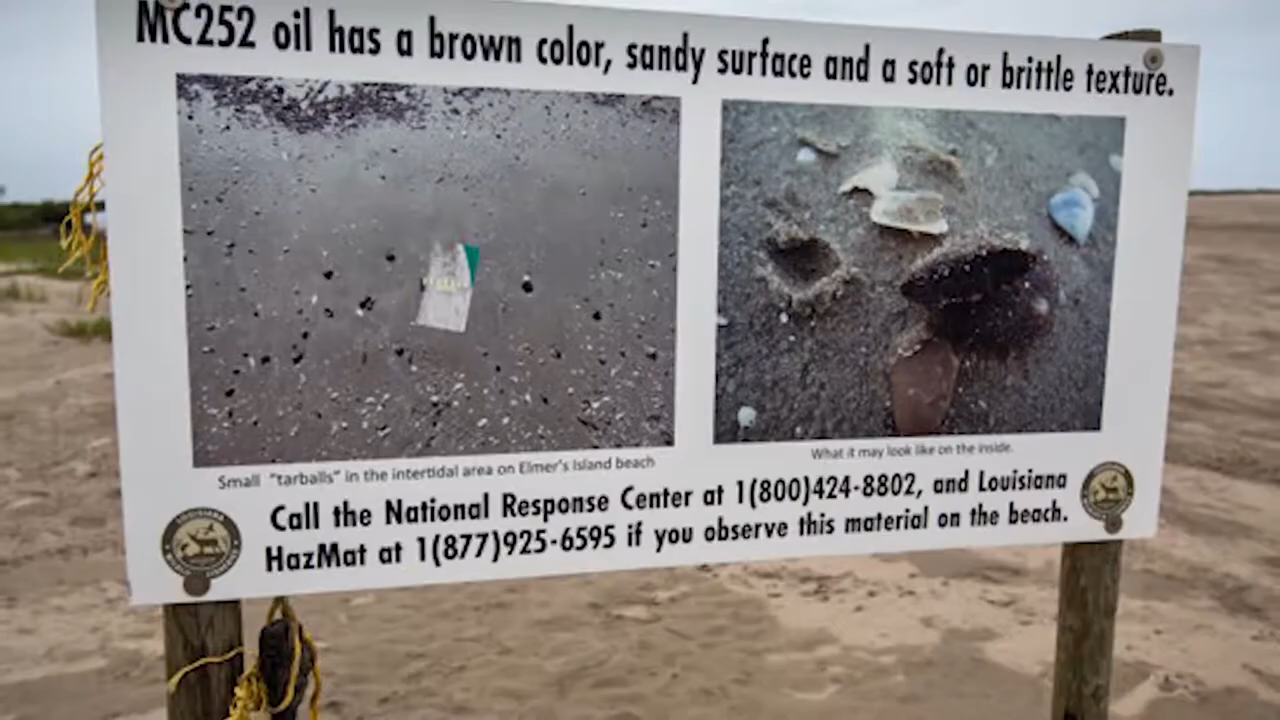 MC252 oil has a brown color, sandy surface and a soft or brittle texture.
Small "tarballs" in the intertidal area on Elmer's Island beach
What it may look like on the inside.
Call the National Response Center at 1(800)424-8802, and Louisiana
HazMat at 1(877)925-6595 if you observe this material on the beach.
LOUISIANA